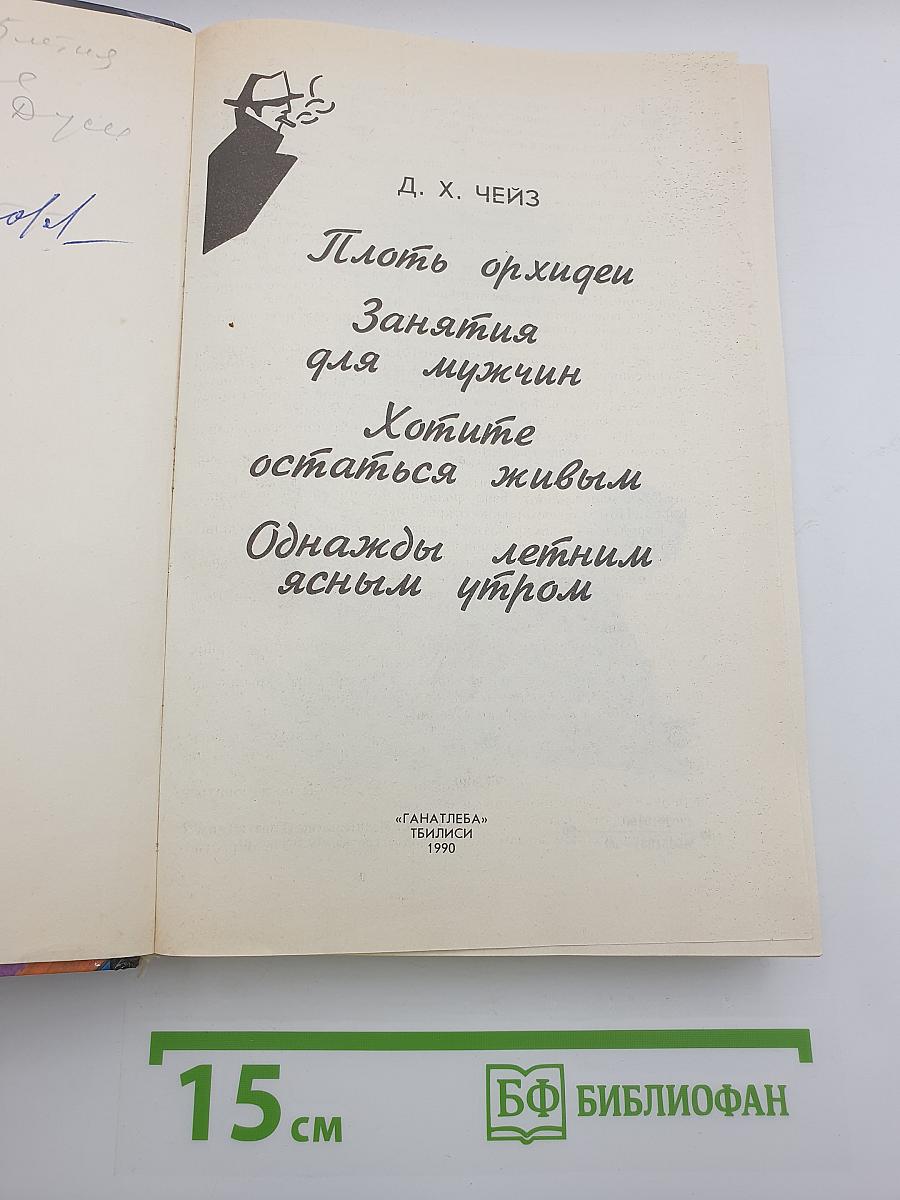 летия
Д. Х. ЧЕЙЗ
Плоть орхидеи
Занятия
для мужчин
Хотите
остаться живым
Однажды летним
ясным утром
«ГАНАТЛЕБА»
ТБИЛИСИ
1990
15 см
БФ БИБЛИОФАН